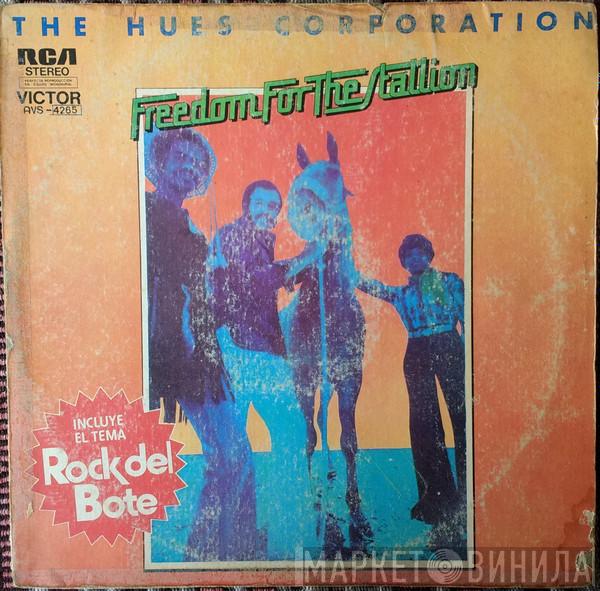 THE HUES CORPORATION
RCA
STEREO
VICTOR
AVS-4265
Freedom For The Stallion
INCLUYE
EL TEMA
Rock del
Bote
МАРКЕТ ВИНИЛА